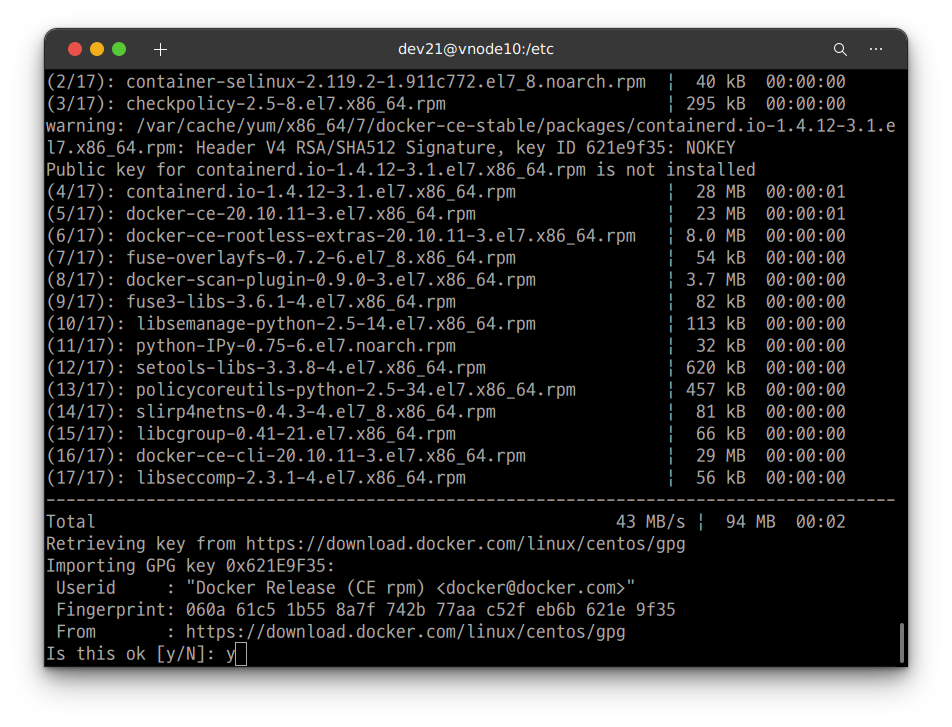 dev21@vnode10:/etc
(2/17): container-selinux-2.119.2-1.911c772.el7_8.noarch.rpm ¦ 40 kB 00:00:00
(3/17): checkpolicy-2.5-8.el7.x86_64.rpm ¦ 295 kB 00:00:00
warning: /var/cache/yum/x86_64/7/docker-ce-stable/packages/containerd.io-1.4.12-3.1.e
l7.x86_64.rpm: Header V4 RSA/SHA512 Signature, key ID 621e9f35: NOKEY
Public key for containerd.io-1.4.12-3.1.el7.x86_64.rpm is not installed
(4/17): containerd.io-1.4.12-3.1.el7.x86_64.rpm ¦ 28 MB 00:00:01
(5/17): docker-ce-20.10.11-3.el7.x86_64.rpm ¦ 23 MB 00:00:01
(6/17): docker-ce-rootless-extras-20.10.11-3.el7.x86_64.rpm ¦ 8.0 MB 00:00:00
(7/17): fuse-overlayfs-0.7.2-6.el7_8.x86_64.rpm ¦ 54 kB 00:00:00
(8/17): docker-scan-plugin-0.9.0-3.el7.x86_64.rpm ¦ 3.7 MB 00:00:00
(9/17): fuse3-libs-3.6.1-4.el7.x86_64.rpm ¦ 82 kB 00:00:00
(10/17): libsemanage-python-2.5-14.el7.x86_64.rpm ¦ 113 kB 00:00:00
(11/17): python-IPy-0.75-6.el7.noarch.rpm ¦ 32 kB 00:00:00
(12/17): setools-libs-3.3.8-4.el7.x86_64.rpm ¦ 620 kB 00:00:00
(13/17): policycoreutils-python-2.5-34.el7.x86_64.rpm ¦ 457 kB 00:00:00
(14/17): slirp4netns-0.4.3-4.el7_8.x86_64.rpm ¦ 81 kB 00:00:00
(15/17): libcgroup-0.41-21.el7.x86_64.rpm ¦ 66 kB 00:00:00
(16/17): docker-ce-cli-20.10.11-3.el7.x86_64.rpm ¦ 29 MB 00:00:00
(17/17): libseccomp-2.3.1-4.el7.x86_64.rpm ¦ 56 kB 00:00:00
-------------------------------------------------------------------------------------
Total 43 MB/s ¦ 94 MB 00:02
Retrieving key from https://download.docker.com/linux/centos/gpg
Importing GPG key 0x621E9F35:
Userid : "Docker Release (CE rpm) <docker@docker.com>"
Fingerprint: 060a 61c5 1b55 8a7f 742b 77aa c52f eb6b 621e 9f35
From : https://download.docker.com/linux/centos/gpg
Is this ok [y/N]: y